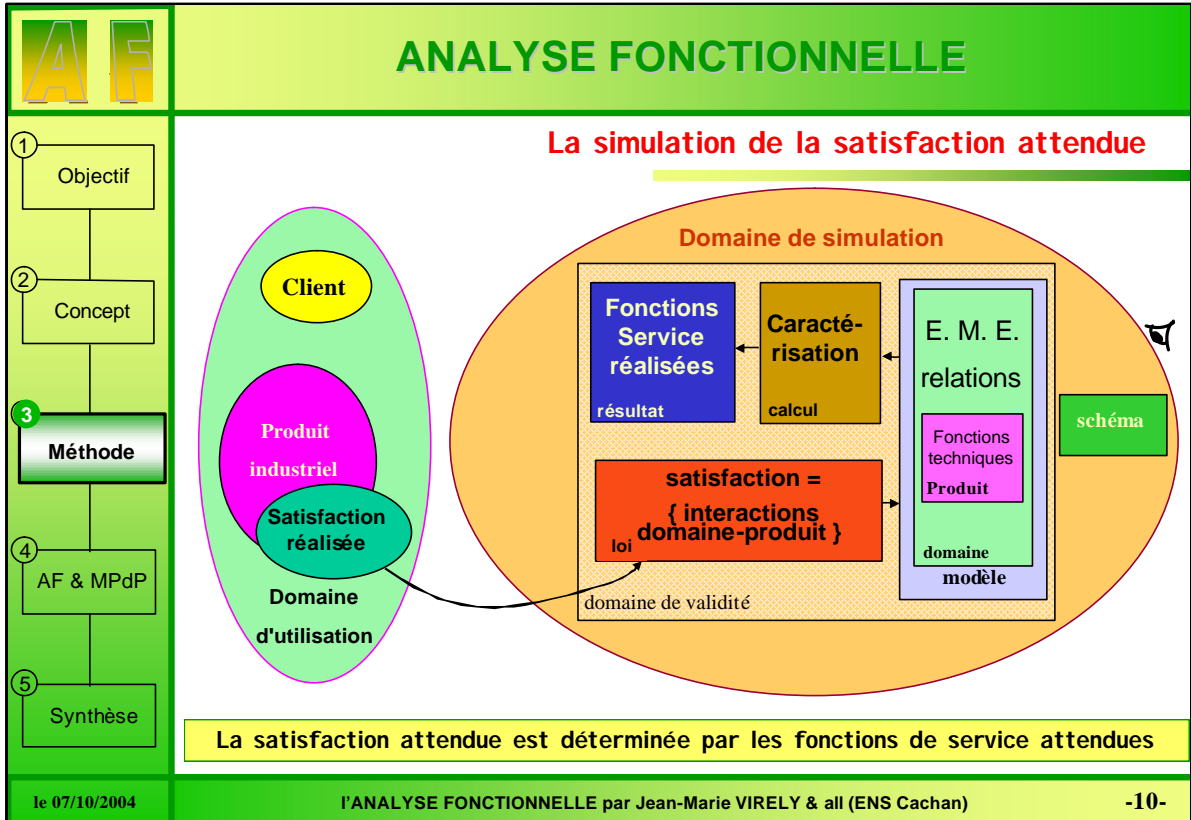 AF
ANALYSE FONCTIONNELLE
1
Objectif
2
Concept
3
Méthode
4
AF & MPdP
5
Synthèse
La simulation de la satisfaction attendue
Client
Produit
industriel
Satisfaction
réalisée
Domaine
d'utilisation
Domaine de simulation
Fonctions
Service
réalisées
résultat
Caracté-
risation
calcul
E. M. E.
relations
Fonctions
techniques
Produit
domaine
modèle
schéma
satisfaction =
{ interactions
domaine-produit }
loi
domaine de validité
La satisfaction attendue est déterminée par les fonctions de service attendues
le 07/10/2004
l'ANALYSE FONCTIONNELLE par Jean-Marie VIRELY & all (ENS Cachan)
-10-